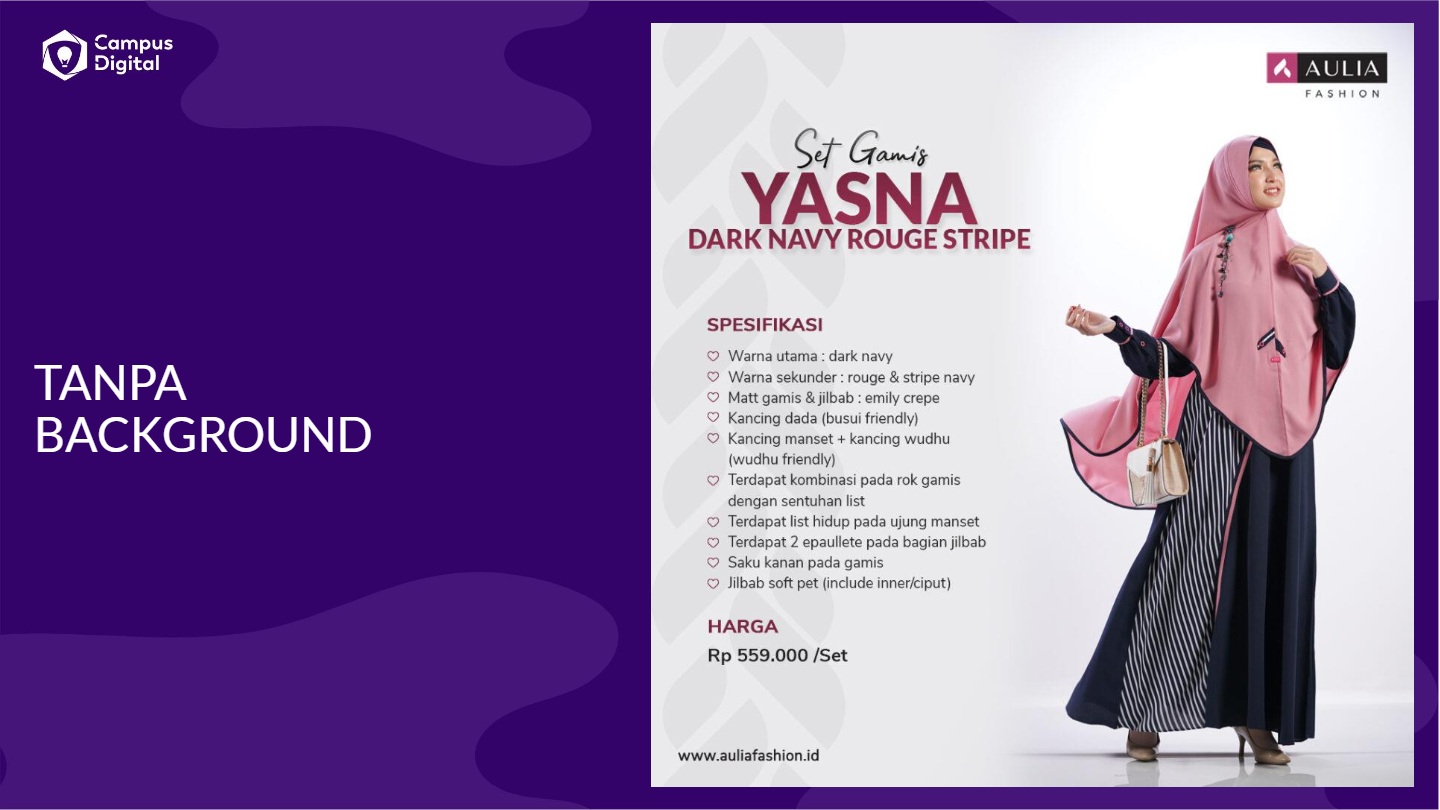 Campus
Digital
TANPA
BACKGROUND
AULIA
FASHION
Set Gamis
YASNA
DARK NAVY ROUGE STRIPE
SPESIFIKASI
Warna utama : dark navy
Warna sekunder : rouge & stripe navy
Matt gamis & jilbab : emily crepe
Kancing dada (busui friendly)
Kancing manset + kancing wudhu
(wudhu friendly)
Terdapat kombinasi pada rok gamis
dengan sentuhan list
Terdapat list hidup pada ujung manset
Terdapat 2 epaullete pada bagian jilbab
Saku kanan pada gamis
Jilbab soft pet (include inner/ciput)
HARGA
Rp 559.000 /Set
www.auliafashion.id